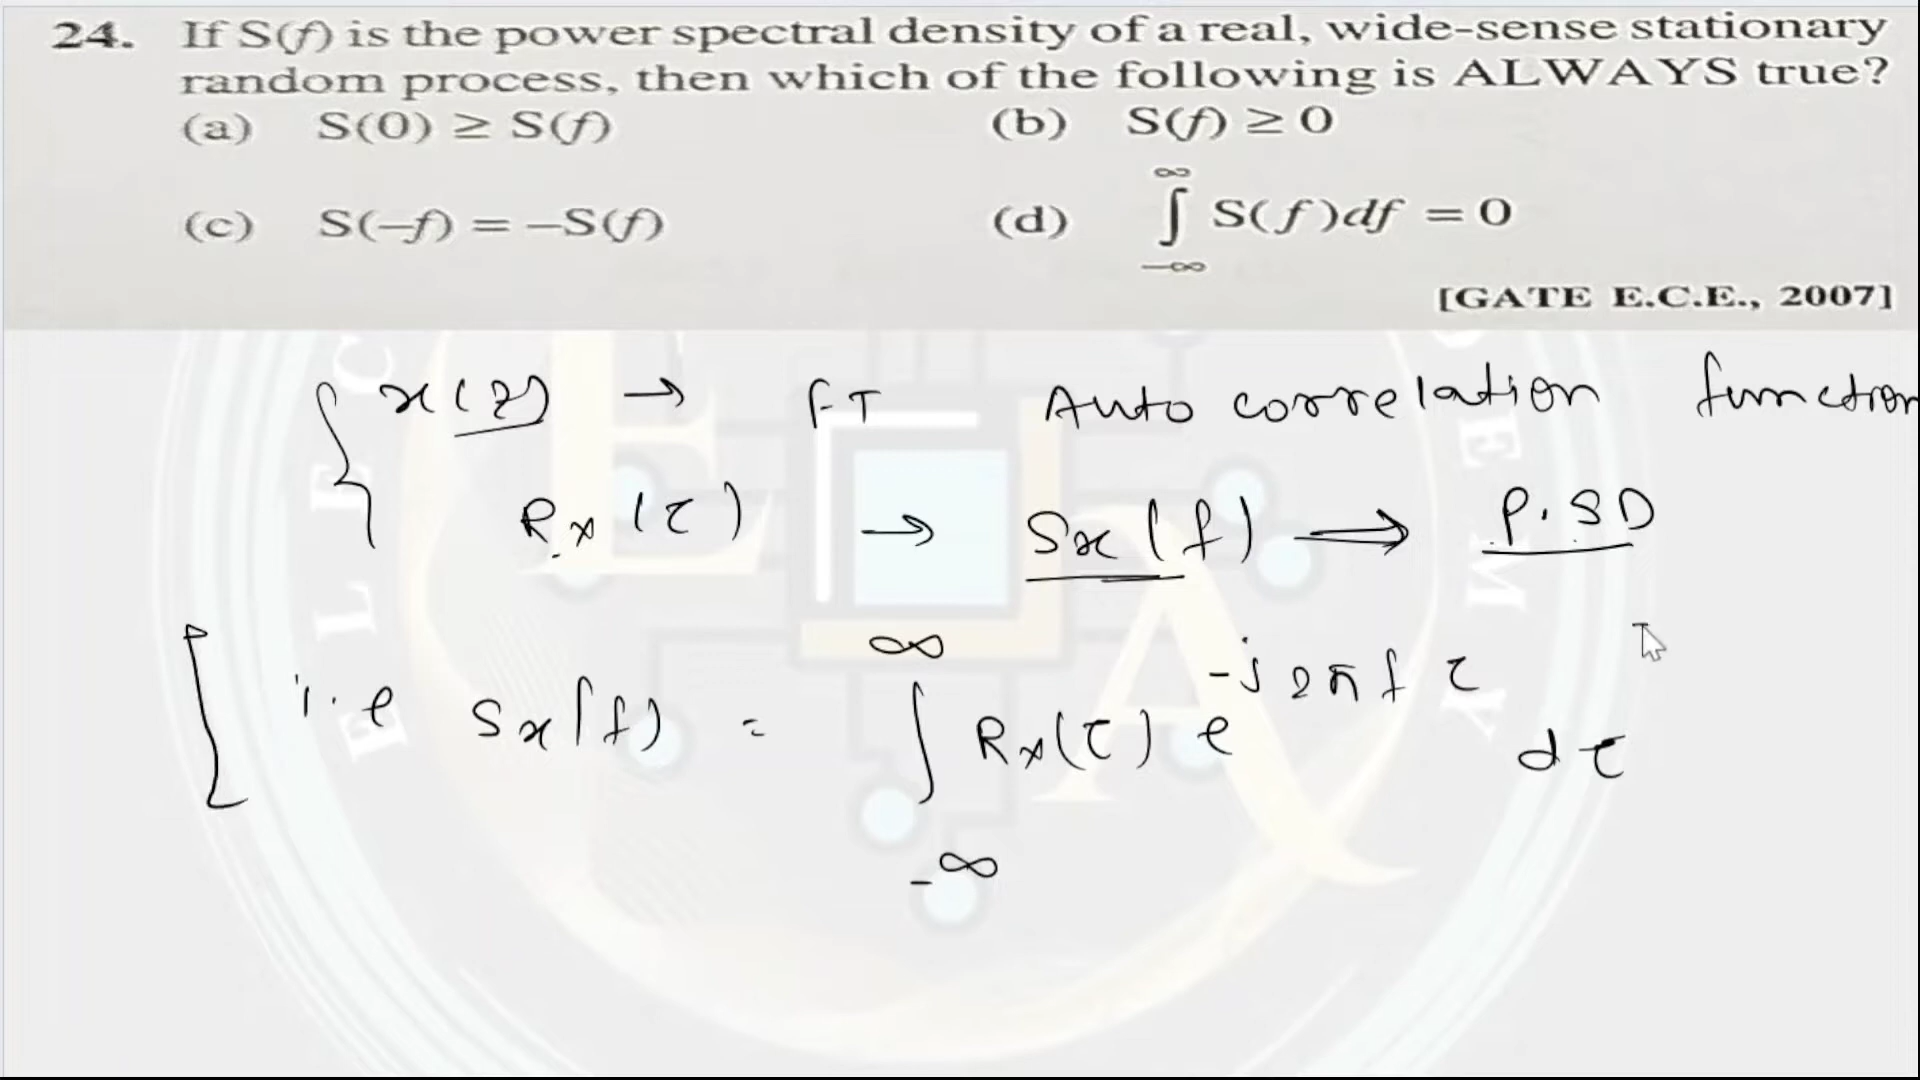 24. If S(f) is the power spectral density of a real, wide-sense stationary
random process, then which of the following is ALWAYS true?
(a) S(0) ≥ S(f) (b) S(f) ≥ 0
(c) S(–f) = –S(f) (d) ∫_{–∞}^{∞} S(f)df = 0
[GATE E.C.E., 2007]
x(τ) → FT Auto correlation function
Rx(τ) → Sx(f) ⟹ P.SD
i.e Sx(f) = ∫_{-∞}^{∞} Rx(τ) e^{-j2πfτ} dτ